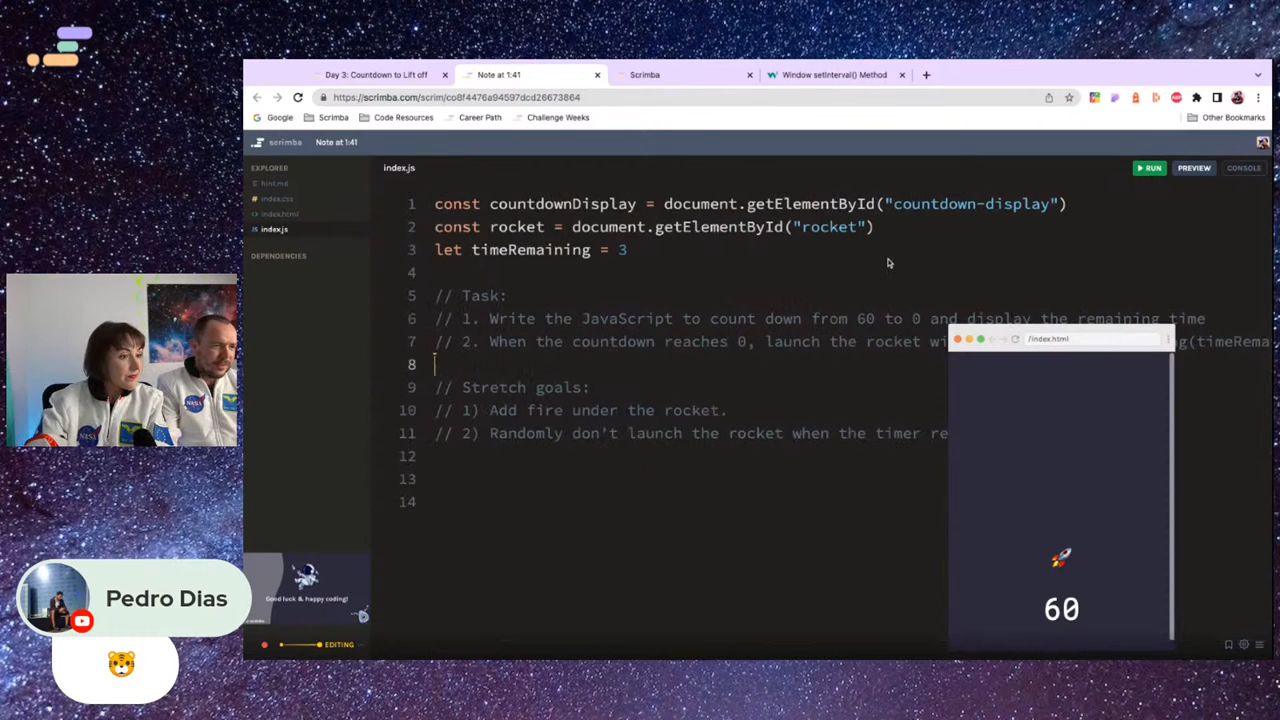 Day 3: Countdown to Lift off
Note at 1:41
Scrimba
Window setInterval() Method
https://scrimba.com/scrim/co8f4476a94597dcd26673864
Google
Scrimba
Code Resources
Career Path
Challenge Weeks
Other Bookmarks
scrimba
Note at 1:41
EXPLORER
hint.md
index.css
index.html
index.js
DEPENDENCIES
index.js
RUN
PREVIEW
CONSOLE
1 const countdownDisplay = document.getElementById("countdown-display")
2 const rocket = document.getElementById("rocket")
3 let timeRemaining = 3
4
5 // Task:
6 // 1. Write the JavaScript to count down from 60 to 0 and display the remaining time
7 // 2. When the countdown reaches 0, launch the rocket wi
g(timeRema
8
9 // Stretch goals:
10 // 1) Add fire under the rocket.
11 // 2) Randomly don't launch the rocket when the timer re
12
13
14
/index.html
60
NASA
NASA
Good luck & happy coding!
EDITING
Pedro Dias